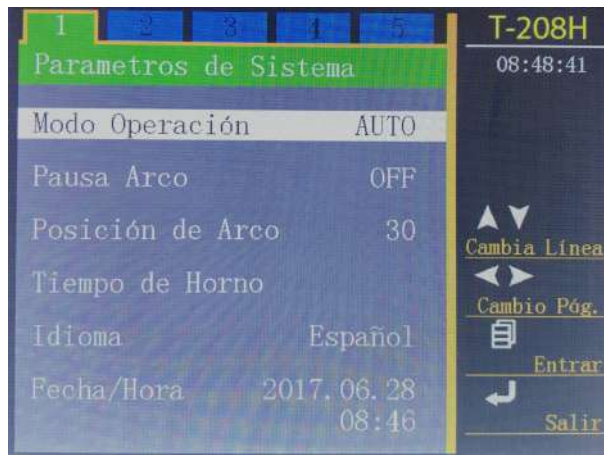 1 2 3 4 5
Parametros de Sistema
Modo Operación AUTO
Pausa Arco OFF
Posición de Arco 30
Tiempo de Horno
Idioma Español
Fecha/Hora 2017.06.28
08:46
T-208H
08:48:41
Cambia Línea
Cambio Póg.
Entrar
Salir